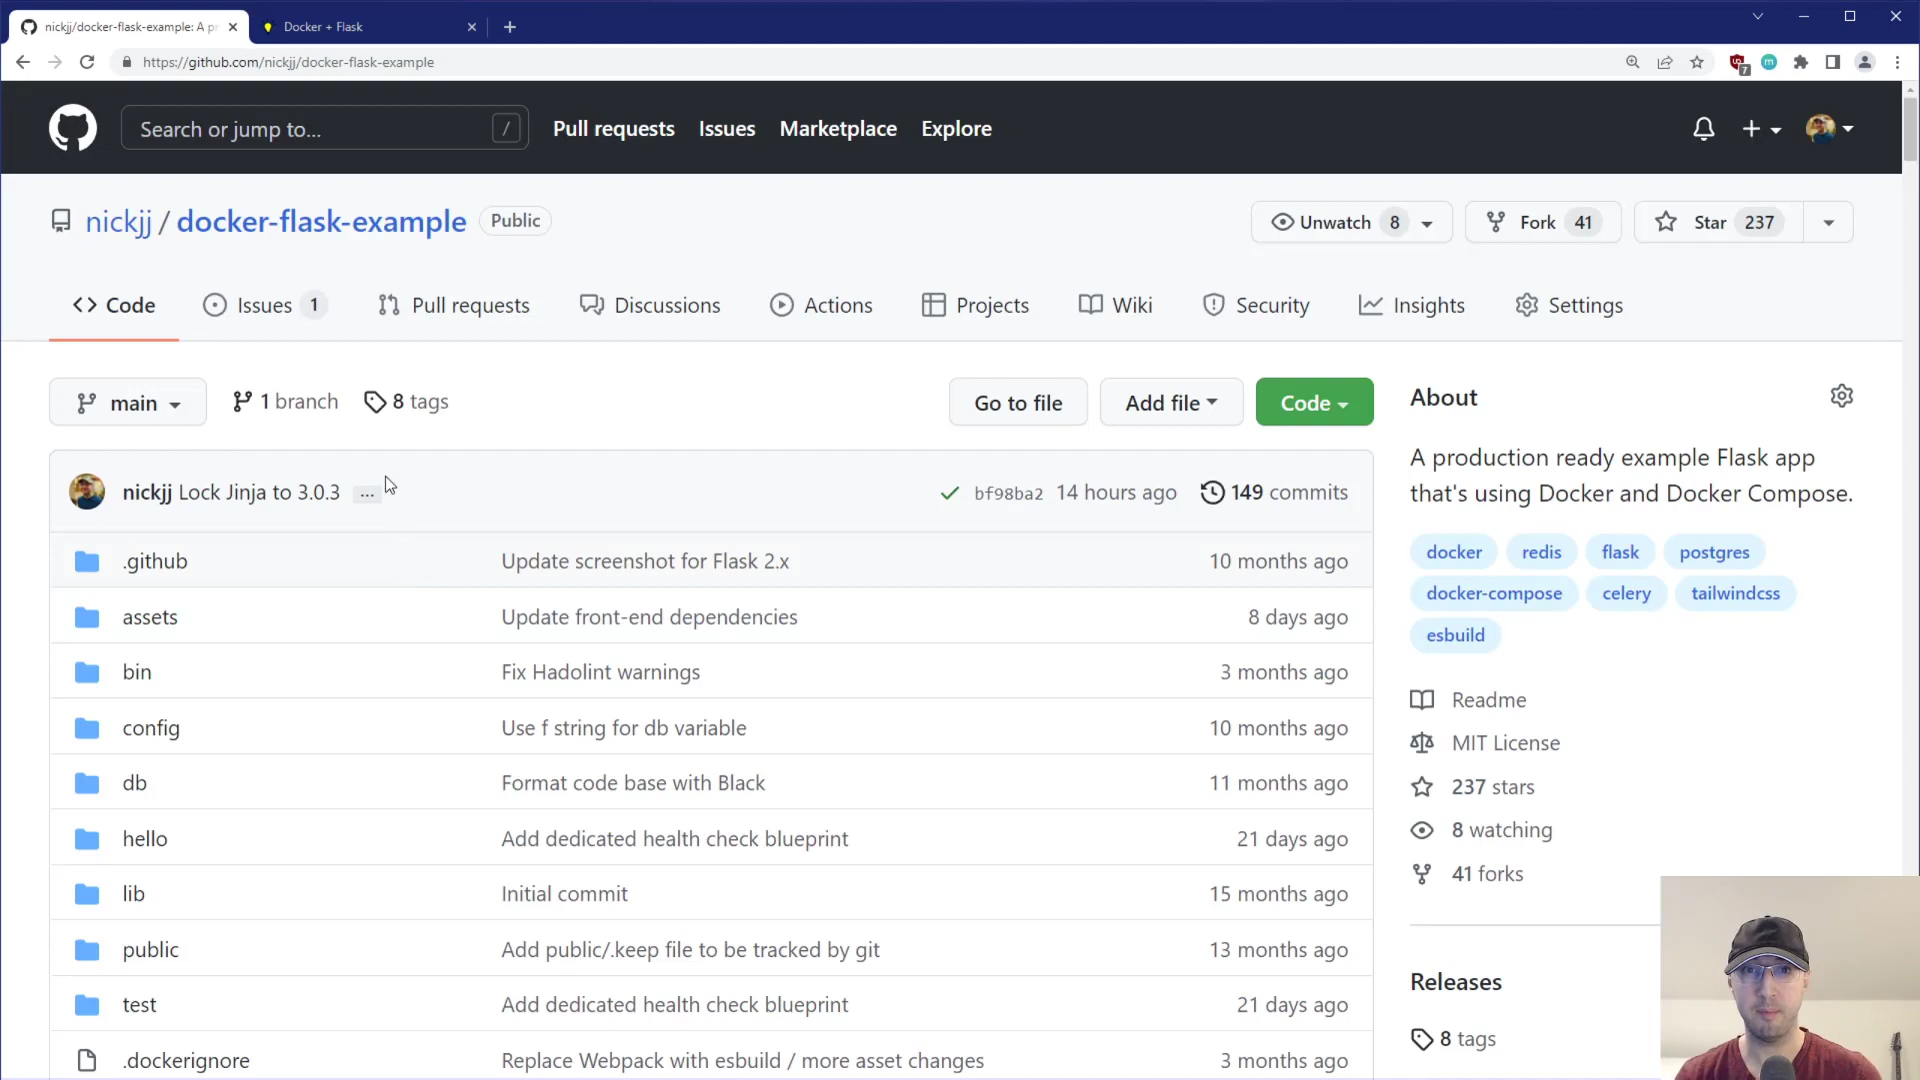 nickjj/docker-flask-example: A pr
Docker + Flask
https://github.com/nickjj/docker-flask-example
7
m
Search or jump to...
/
Pull requests
Issues
Marketplace
Explore
nickjj / docker-flask-example
Public
Unwatch 8
Fork 41
Star 237
Code
Issues 1
Pull requests
Discussions
Actions
Projects
Wiki
Security
Insights
Settings
main
1 branch
8 tags
Go to file
Add file
Code
nickjj Lock Jinja to 3.0.3 ...
bf98ba2 14 hours ago
149 commits
.github Update screenshot for Flask 2.x 10 months ago
assets Update front-end dependencies 8 days ago
bin Fix Hadolint warnings 3 months ago
config Use f string for db variable 10 months ago
db Format code base with Black 11 months ago
hello Add dedicated health check blueprint 21 days ago
lib Initial commit 15 months ago
public Add public/.keep file to be tracked by git 13 months ago
test Add dedicated health check blueprint 21 days ago
.dockerignore Replace Webpack with esbuild / more asset changes 3 months ago
About
A production ready example Flask app
that's using Docker and Docker Compose.
docker redis flask postgres
docker-compose celery tailwindcss
esbuild
Readme
MIT License
237 stars
8 watching
41 forks
Releases
8 tags